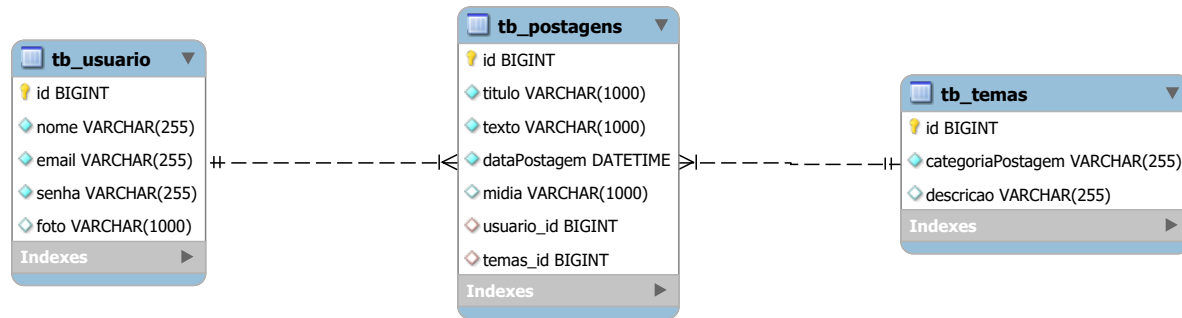 tb_usuario
id BIGINT
nome VARCHAR(255)
email VARCHAR(255)
senha VARCHAR(255)
foto VARCHAR(1000)
Indexes
tb_postagens
id BIGINT
titulo VARCHAR(1000)
texto VARCHAR(1000)
dataPostagem DATETIME
midia VARCHAR(1000)
usuario_id BIGINT
temas_id BIGINT
Indexes
tb_temas
id BIGINT
categoriaPostagem VARCHAR(255)
descricao VARCHAR(255)
Indexes